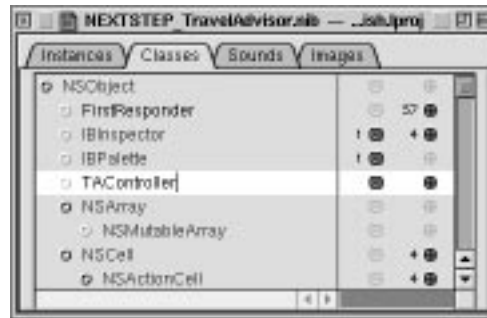 NEXTSTEP_TravelAdvisor.nib — ...ish.lproj
Instances Classes Sounds Images
NSObject
FirstResponder 57
IBInspector 1 4
IBPalette 1
TAController
NSArray
NSMutableArray
NSCell 4
NSActionCell 4